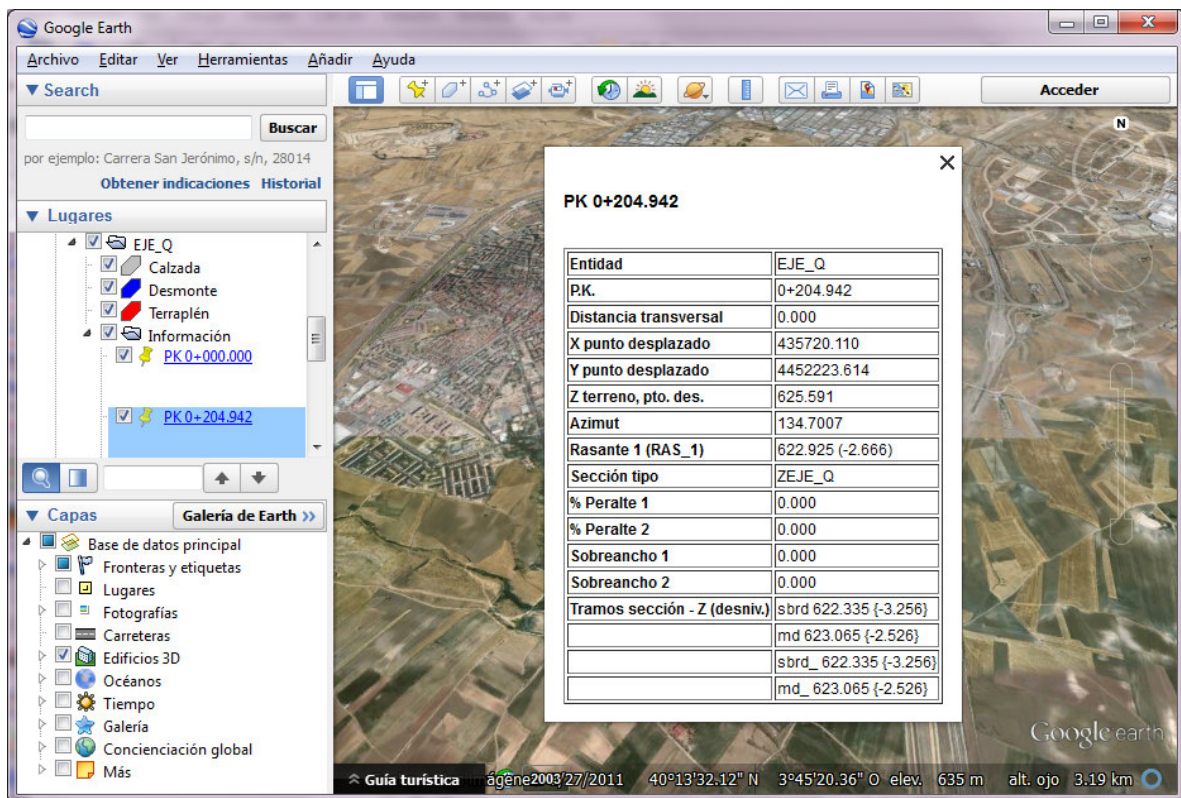 Google Earth
Archivo Editar Ver Herramientas Añadir Ayuda
Search
Buscar
por ejemplo: Carrera San Jerónimo, s/n, 28014
Obtener indicaciones Historial
Lugares
EJE_Q
Calzada
Desmonte
Terraplén
Información
PK 0+000.000
PK 0+204.942
Capas
Galería de Earth >>
Base de datos principal
Fronteras y etiquetas
Lugares
Fotografías
Carreteras
Edificios 3D
Océanos
Tiempo
Galería
Concienciación global
Más
Acceder
N
PK 0+204.942
Entidad EJE_Q
P.K. 0+204.942
Distancia transversal 0.000
X punto desplazado 435720.110
Y punto desplazado 4452223.614
Z terreno, pto. des. 625.591
Azimut 134.7007
Rasante 1 (RAS_1) 622.925 (-2.666)
Sección tipo ZEJE_Q
% Peralte 1 0.000
% Peralte 2 0.000
Sobreancho 1 0.000
Sobreancho 2 0.000
Tramos sección - Z (desniv.) sbrd 622.335 {-3.256}
md 623.065 {-2.526}
sbrd_ 622.335 {-3.256}
md_ 623.065 {-2.526}
Google earth
Guía turística 2003 27/2011 40°13'32.12" N 3°45'20.36" O elev. 635 m alt. ojo 3.19 km